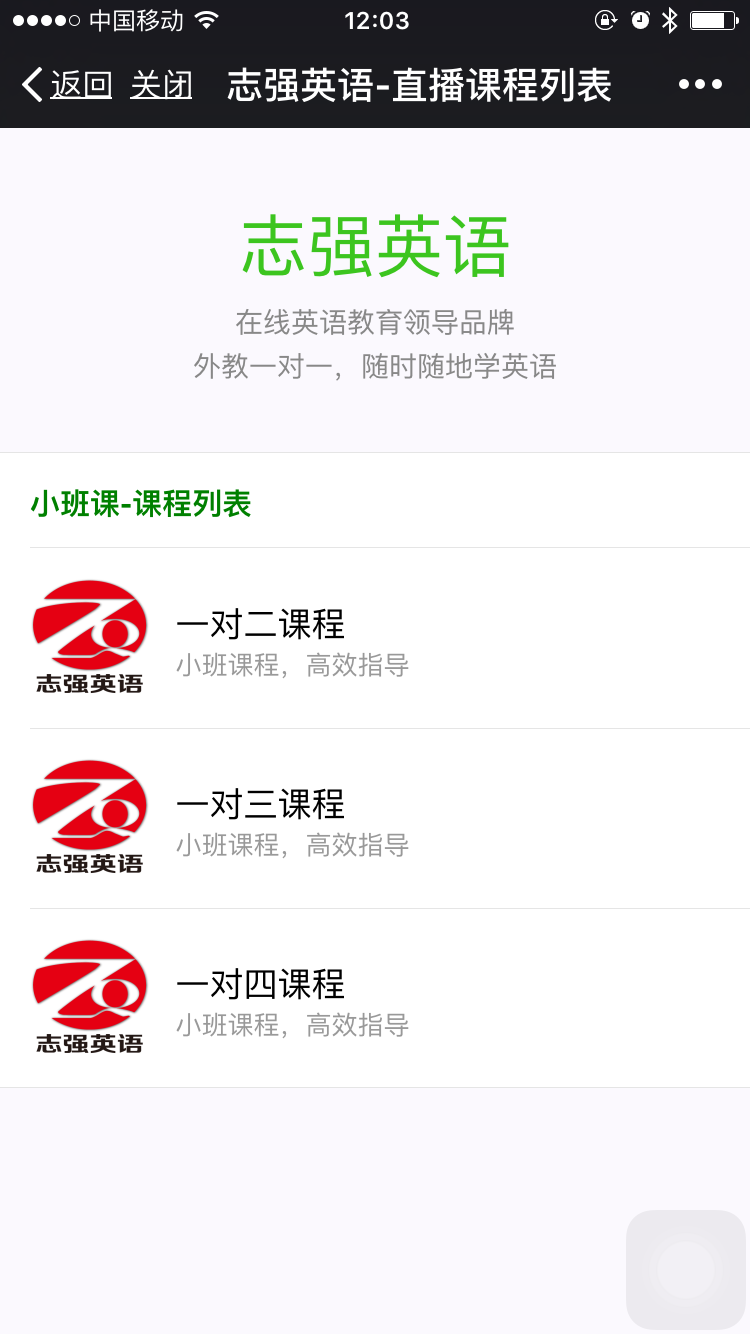 中国移动 12:03
返回 关闭 志强英语-直播课程列表
志强英语
在线英语教育领导品牌
外教一对一，随时随地学英语
小班课-课程列表
志强英语
一对二课程
小班课程，高效指导
志强英语
一对三课程
小班课程，高效指导
志强英语
一对四课程
小班课程，高效指导